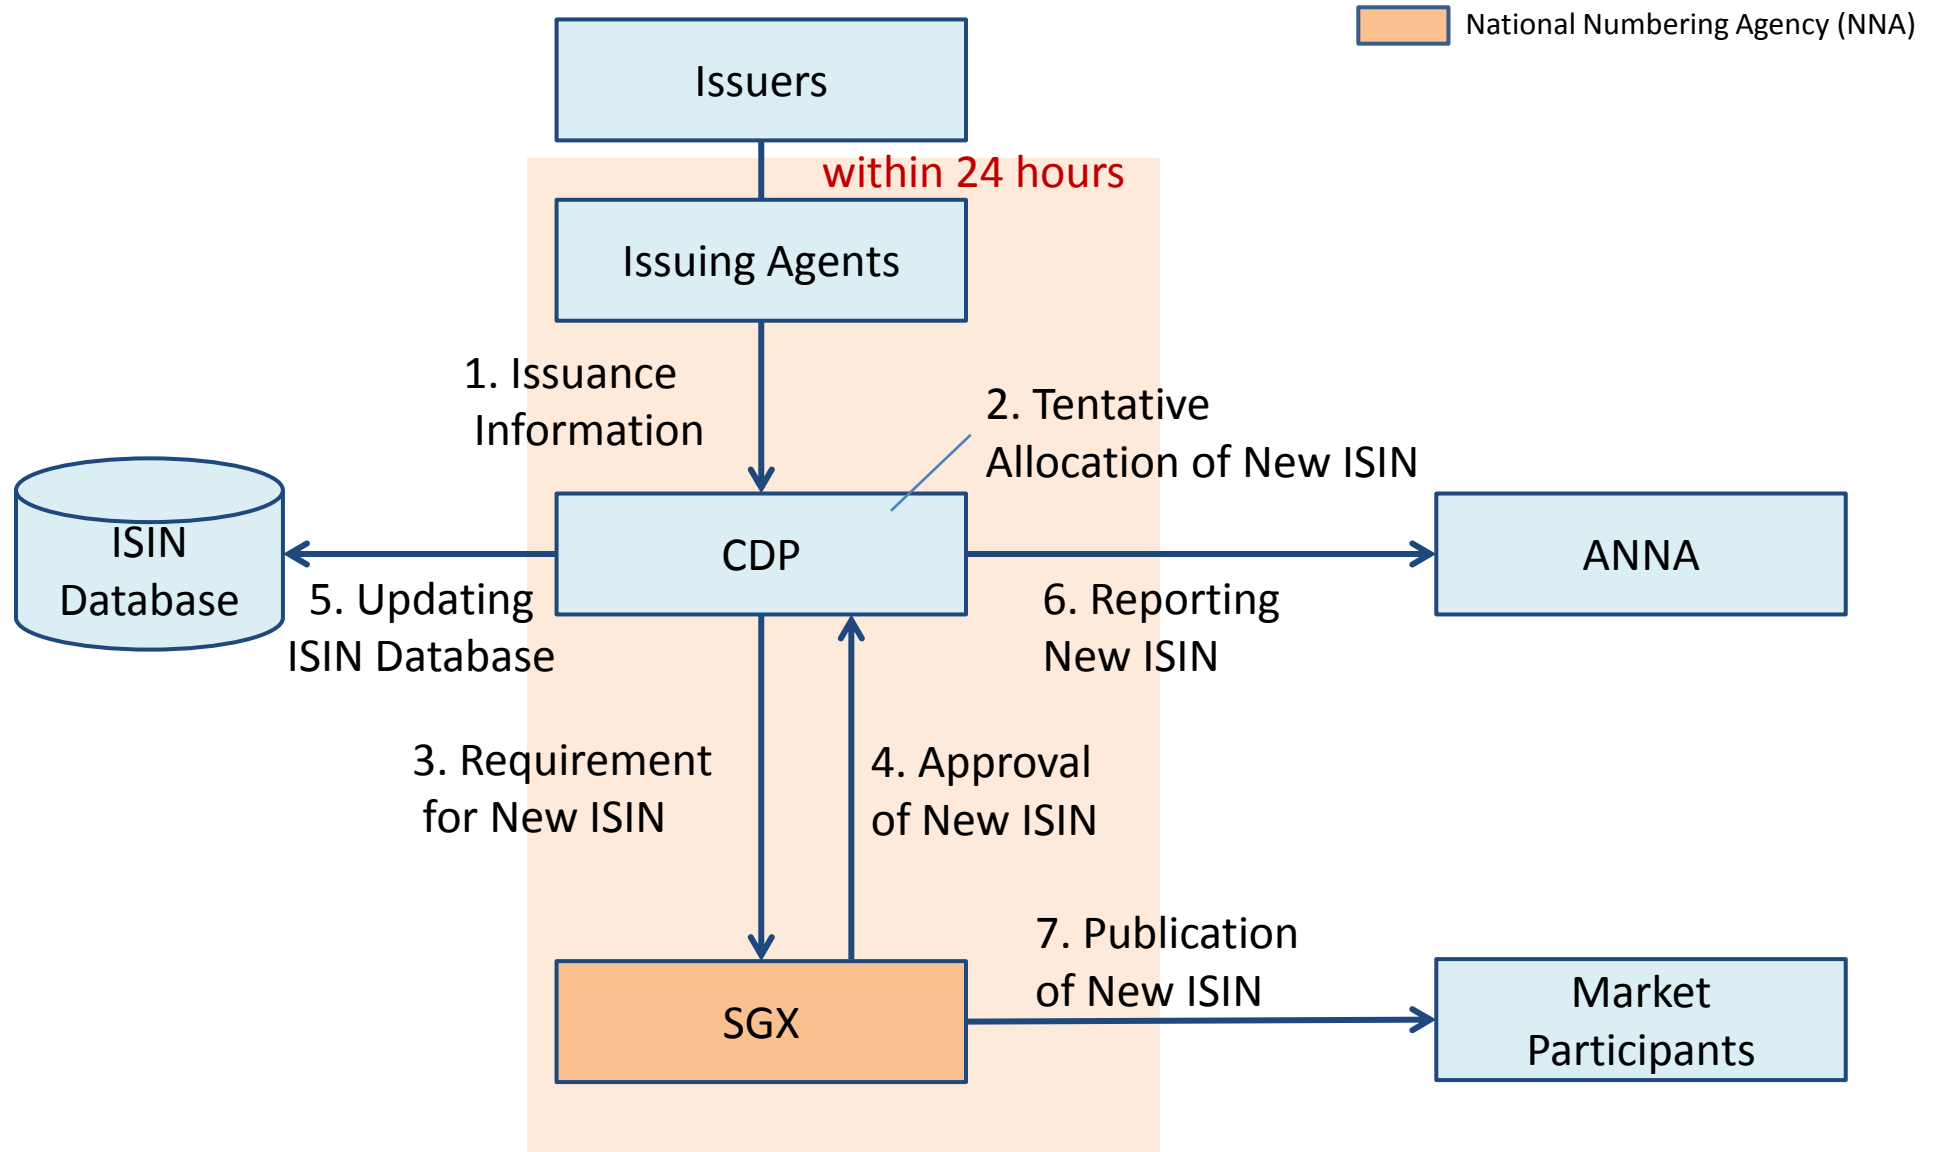 National Numbering Agency (NNA)
Issuers
within 24 hours
Issuing Agents
1. Issuance
Information
2. Tentative
Allocation of New ISIN
ISIN
Database
CDP
ANNA
5. Updating
ISIN Database
6. Reporting
New ISIN
3. Requirement
for New ISIN
4. Approval
of New ISIN
7. Publication
of New ISIN
SGX
Market
Participants